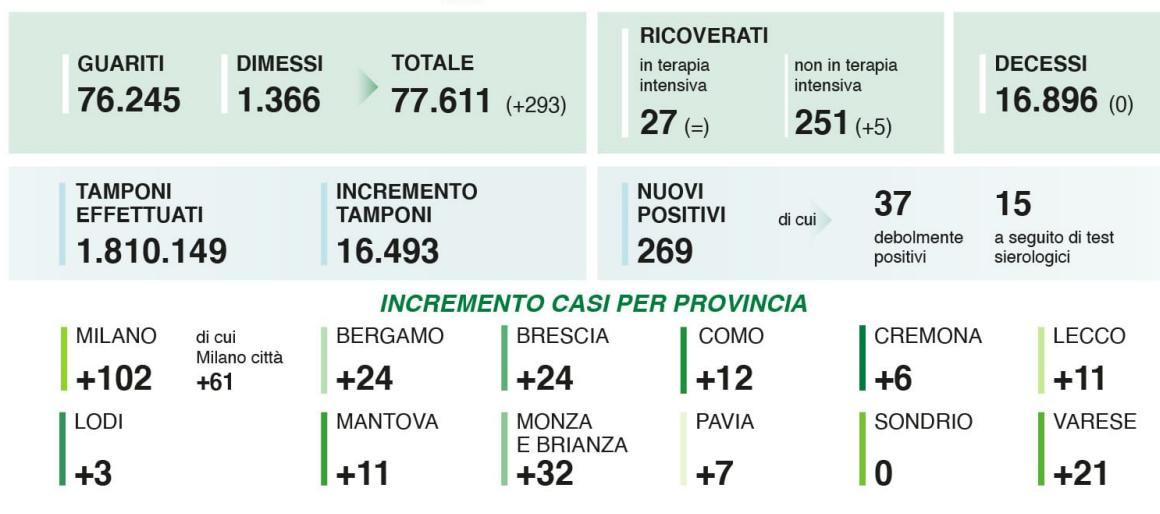 GUARITI
76.245
DIMESSI
1.366
TOTALE
77.611 (+293)
RICOVERATI
in terapia
intensiva
27 (=)
non in terapia
intensiva
251 (+5)
DECESSI
16.896 (0)
TAMPONI
EFFETTUATI
1.810.149
INCREMENTO
TAMPONI
16.493
NUOVI
POSITIVI
269
di cui
37
debolmente
positivi
15
a seguito di test
sierologici
INCREMENTO CASI PER PROVINCIA
MILANO
+102
di cui
Milano città
+61
BERGAMO
+24
BRESCIA
+24
COMO
+12
CREMONA
+6
LECCO
+11
LODI
+3
MANTOVA
+11
MONZA
E BRIANZA
+32
PAVIA
+7
SONDRIO
0
VARESE
+21